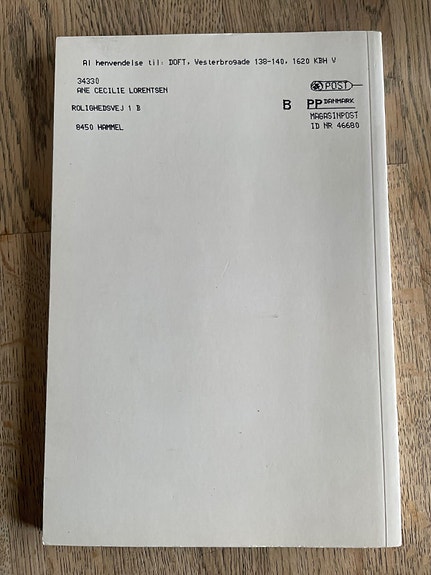 Al henvendelse til: DOFT, Vesterbrogade 138-140, 1620 KBH V
34330
ANE CECILIE LORENTSEN
ROLIGHEDSVEJ 1 B
8450 HAMMEL
POST
B PP DANMARK
MAGASINPOST
ID NR 46680